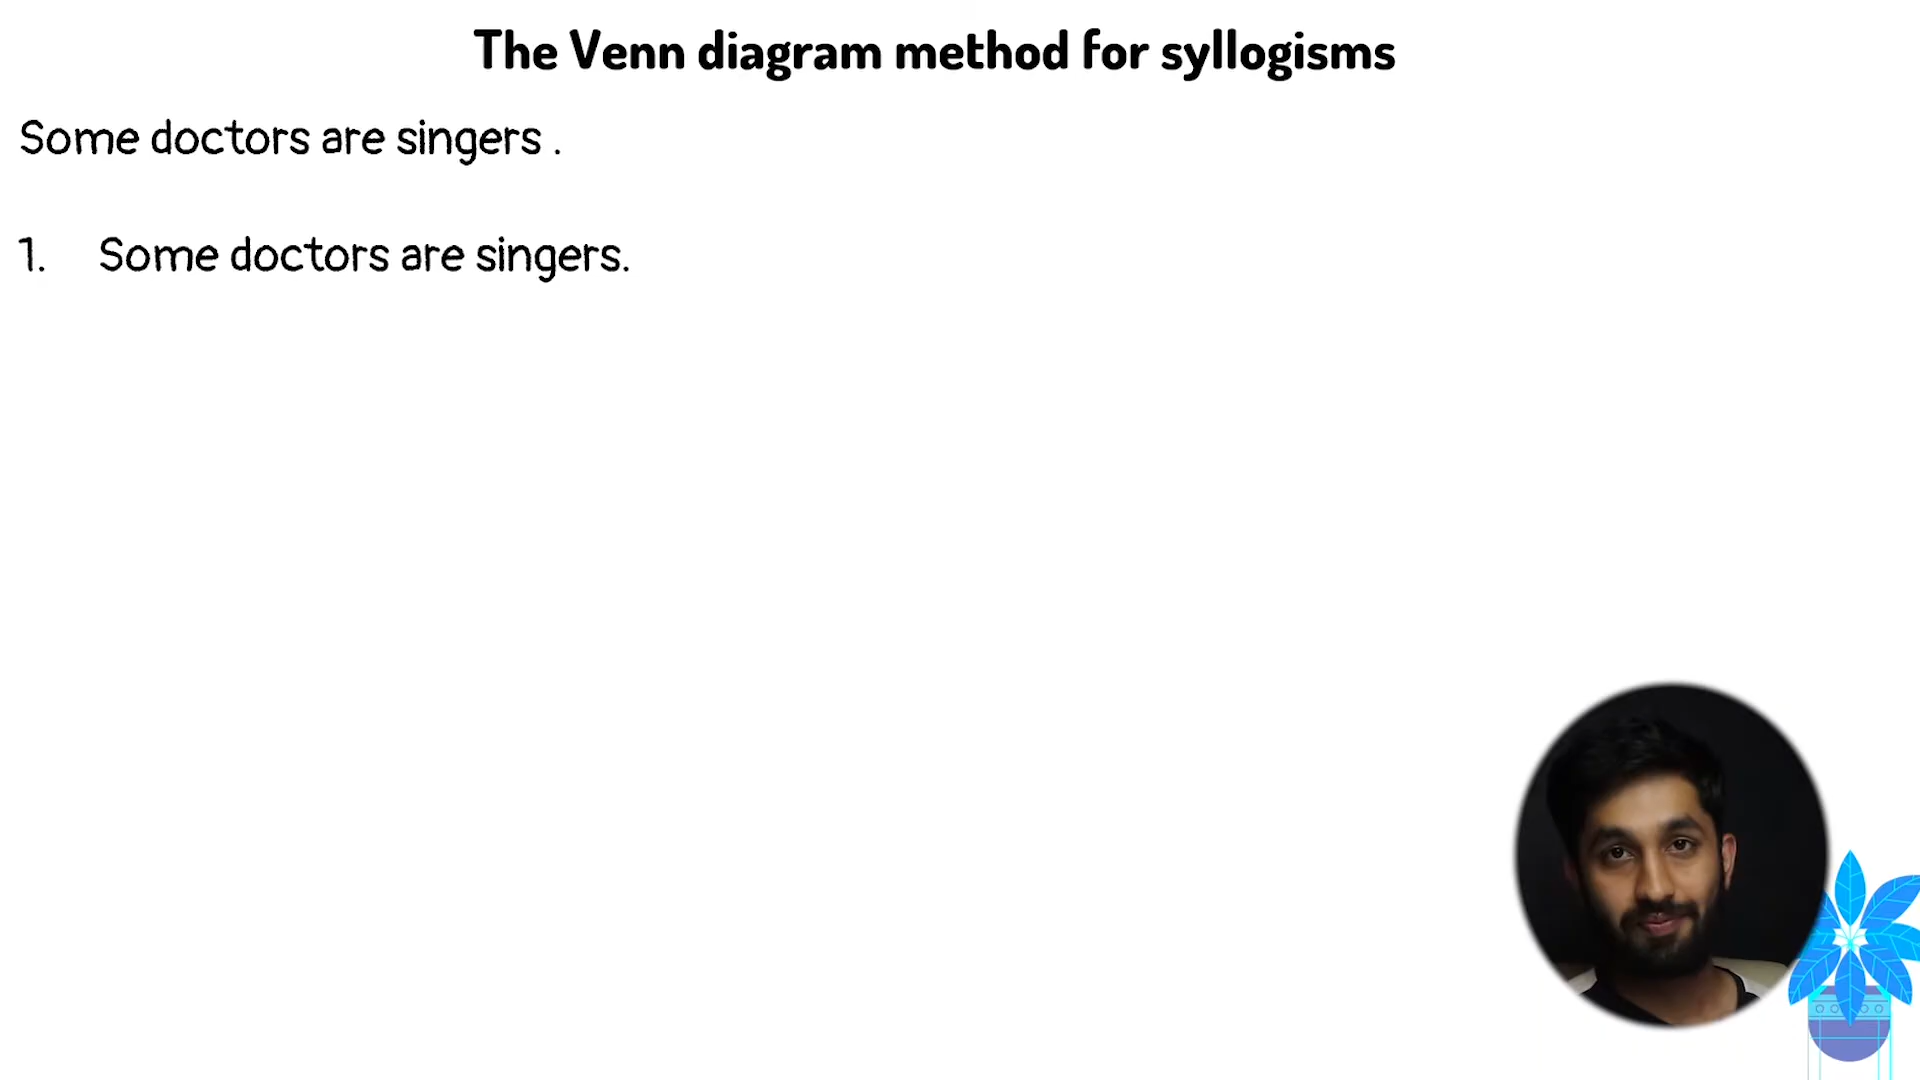 The Venn diagram method for syllogisms
Some doctors are singers .
1. Some doctors are singers.